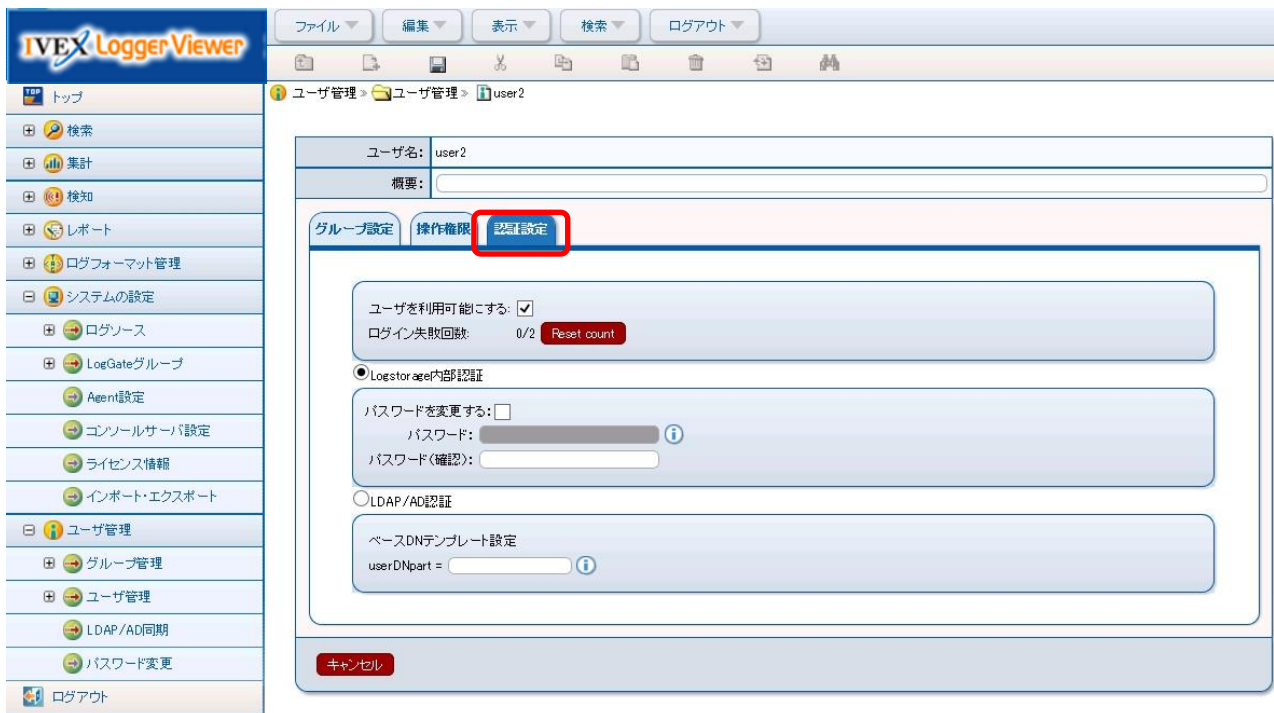 IVEX Logger Viewer
ファイル 編集 表示 検索 ログアウト
TOP トップ
検索
集計
検知
レポート
ログフォーマット管理
システムの設定
ログソース
LogGateグループ
Agent設定
コンソールサーバ設定
ライセンス情報
インポート・エクスポート
ユーザ管理
グループ管理
ユーザ管理
LDAP/AD同期
パスワード変更
ログアウト
ユーザ管理 » ユーザ管理 » user2
ユーザ名: user2
概要:
グループ設定 操作権限 認証設定
ユーザを利用可能にする:
ログイン失敗回数: 0/2 Reset count
Logstorage内部認証
パスワードを変更する:
パスワード:
パスワード(確認):
LDAP/AD認証
ベースDNテンプレート設定
userDNpart =
キャンセル